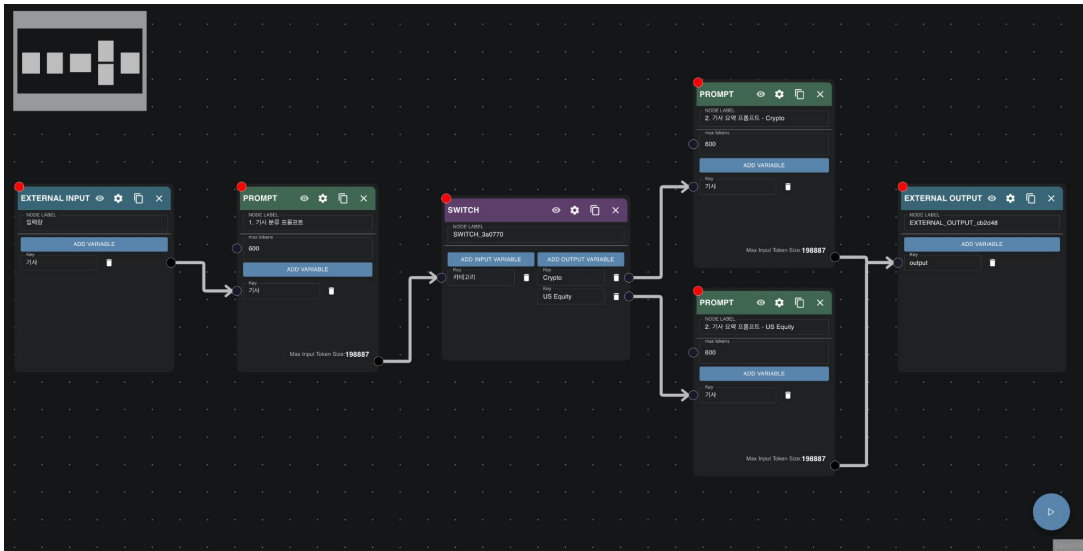 EXTERNAL INPUT
NODE LABEL
입력창
ADD VARIABLE
Key
기사
PROMPT
NODE LABEL
1. 기사 분류 프롬프트
max tokens
600
ADD VARIABLE
Key
기사
Max Input Token Size:198887
SWITCH
NODE LABEL
SWITCH_3a0770
ADD INPUT VARIABLE
ADD OUTPUT VARIABLE
Key
카테고리
Key
Crypto
Key
US Equity
PROMPT
NODE LABEL
2. 기사 요약 프롬프트 - Crypto
max tokens
600
ADD VARIABLE
Key
기사
Max Input Token Size:198887
PROMPT
NODE LABEL
2. 기사 요약 프롬프트 - US Equity
max tokens
600
ADD VARIABLE
Key
기사
Max Input Token Size:198887
EXTERNAL OUTPUT
NODE LABEL
EXTERNAL_OUTPUT_cb2d48
ADD VARIABLE
Key
output